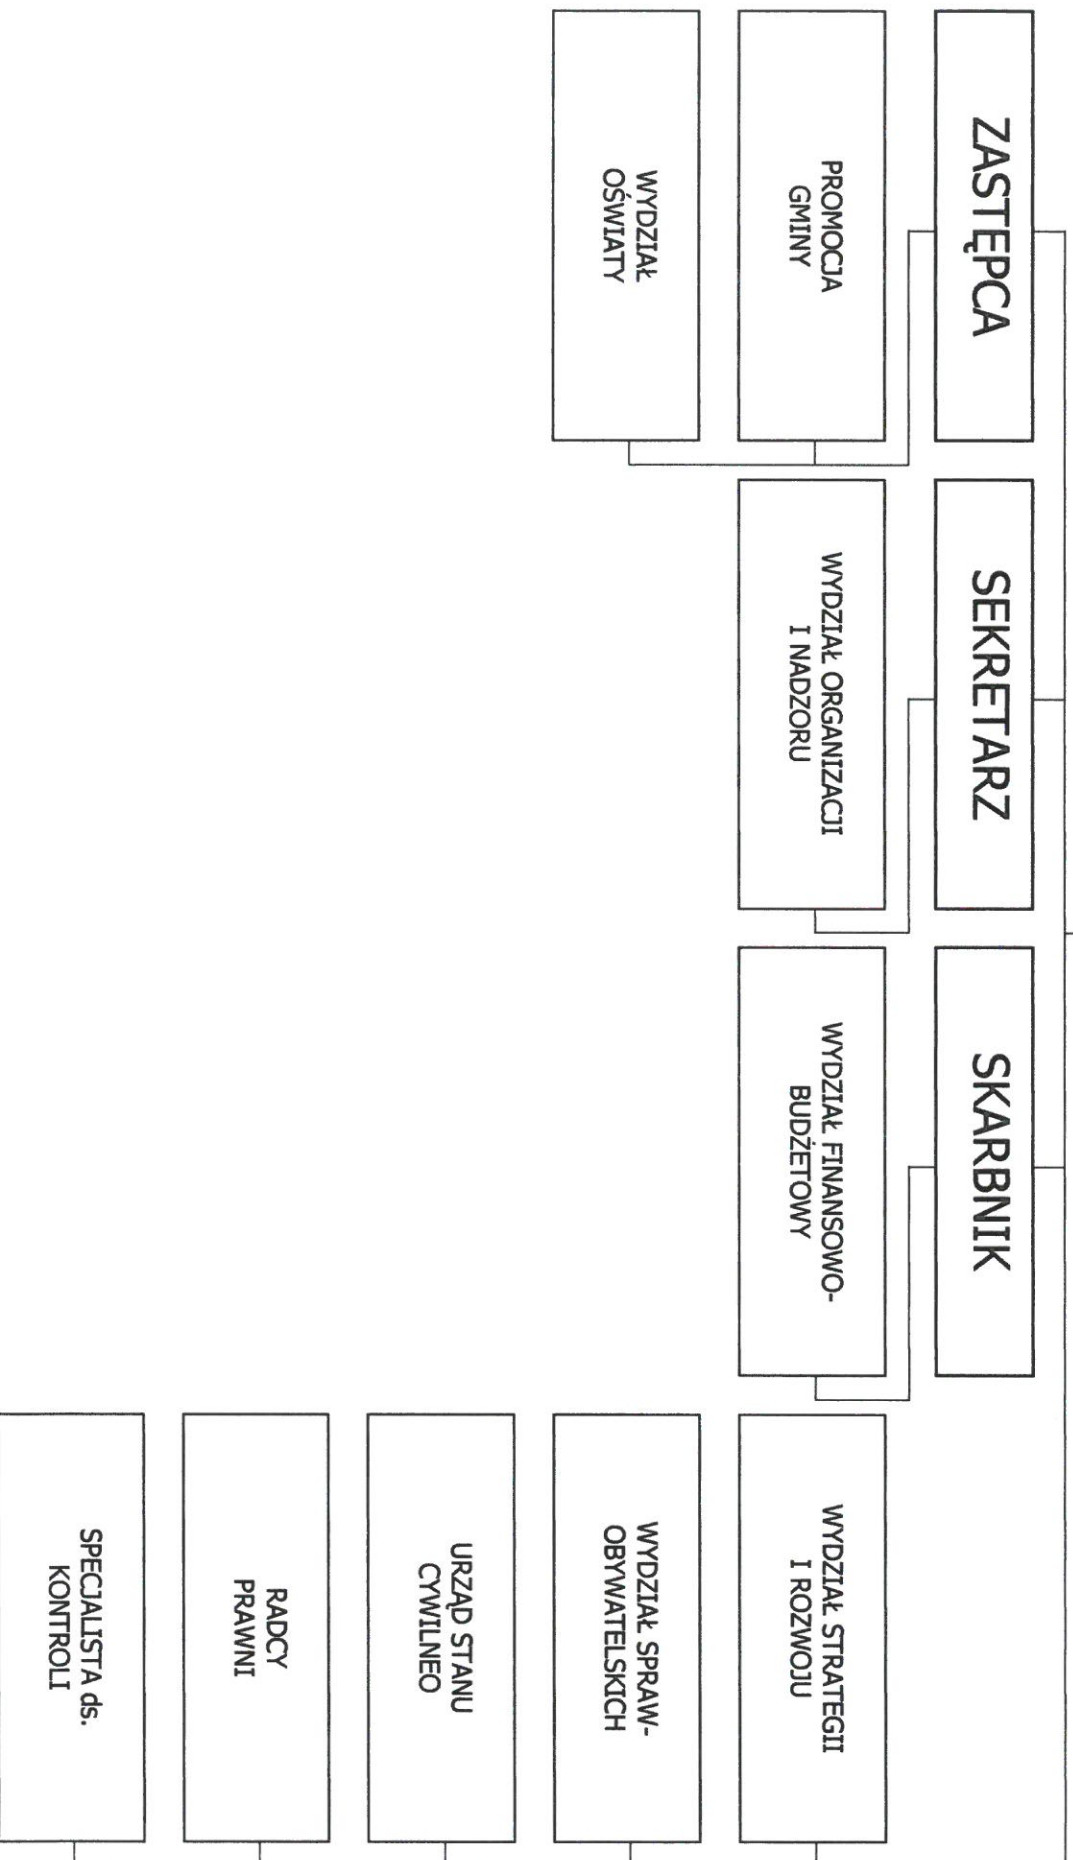 ZASTĘPCA
SEKRETARZ
SKARBNIK
PROMOCJA
GMINY
WYDZIAŁ ORGANIZACJI
I NADZORU
WYDZIAŁ FINANSOWO-
BUDŻETOWY
WYDZIAŁ STRATEGII
I ROZWOJU
WYDZIAŁ
OŚWIATY
WYDZIAŁ SPRAW-
OBYWATELSKICH
URZĄD STANU
CYWILNEO
RADCY
PRAWNI
SPECJALISTA ds.
KONTROLI